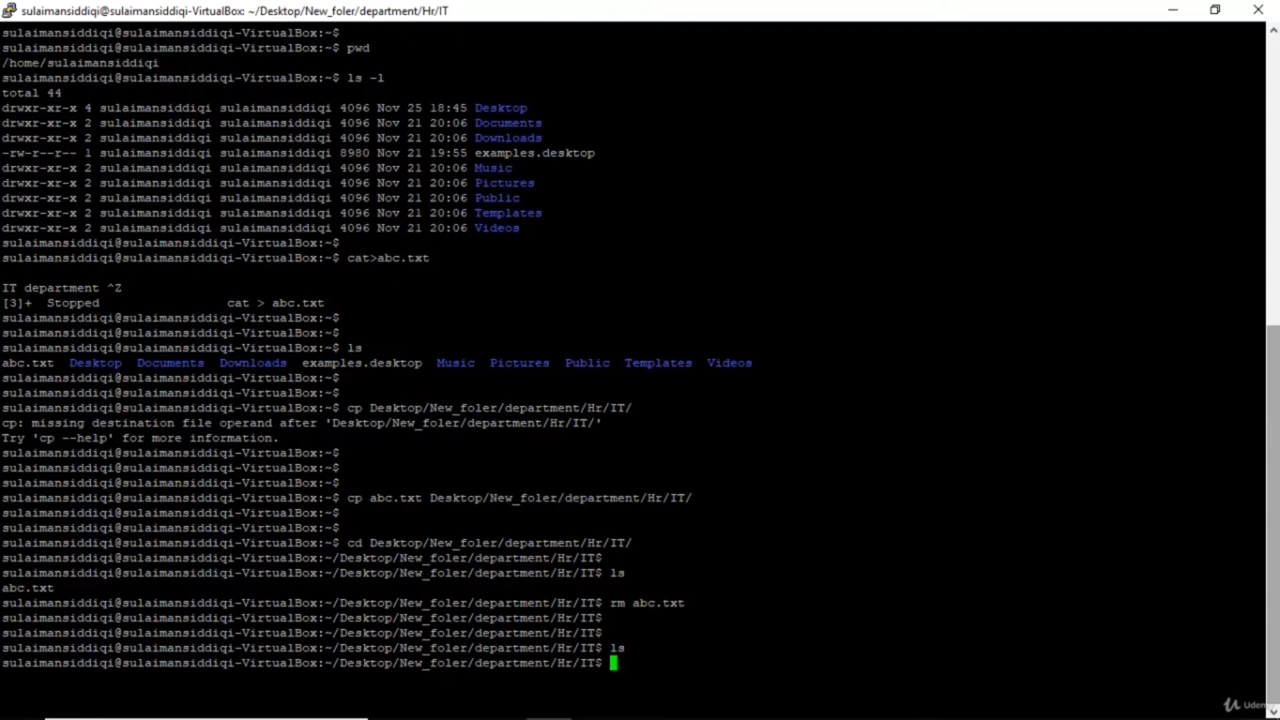 sulaimansiddiqi@sulaimansiddiqi-VirtualBox: ~/Desktop/New_foler/department/Hr/IT
sulaimansiddiqi@sulaimansiddiqi-VirtualBox:~$
sulaimansiddiqi@sulaimansiddiqi-VirtualBox:~$ pwd
/home/sulaimansiddiqi
sulaimansiddiqi@sulaimansiddiqi-VirtualBox:~$ ls -l
total 44
drwxr-xr-x 4 sulaimansiddiqi sulaimansiddiqi 4096 Nov 25 18:45 Desktop
drwxr-xr-x 2 sulaimansiddiqi sulaimansiddiqi 4096 Nov 21 20:06 Documents
drwxr-xr-x 2 sulaimansiddiqi sulaimansiddiqi 4096 Nov 21 20:06 Downloads
-rw-r--r-- 1 sulaimansiddiqi sulaimansiddiqi 8980 Nov 21 19:55 examples.desktop
drwxr-xr-x 2 sulaimansiddiqi sulaimansiddiqi 4096 Nov 21 20:06 Music
drwxr-xr-x 2 sulaimansiddiqi sulaimansiddiqi 4096 Nov 21 20:06 Pictures
drwxr-xr-x 2 sulaimansiddiqi sulaimansiddiqi 4096 Nov 21 20:06 Public
drwxr-xr-x 2 sulaimansiddiqi sulaimansiddiqi 4096 Nov 21 20:06 Templates
drwxr-xr-x 2 sulaimansiddiqi sulaimansiddiqi 4096 Nov 21 20:06 Videos
sulaimansiddiqi@sulaimansiddiqi-VirtualBox:~$
sulaimansiddiqi@sulaimansiddiqi-VirtualBox:~$ cat>abc.txt
IT department ^Z
[3]+  Stopped                 cat > abc.txt
sulaimansiddiqi@sulaimansiddiqi-VirtualBox:~$
sulaimansiddiqi@sulaimansiddiqi-VirtualBox:~$
sulaimansiddiqi@sulaimansiddiqi-VirtualBox:~$ ls
abc.txt  Desktop  Documents  Downloads  examples.desktop  Music  Pictures  Public  Templates  Videos
sulaimansiddiqi@sulaimansiddiqi-VirtualBox:~$
sulaimansiddiqi@sulaimansiddiqi-VirtualBox:~$
sulaimansiddiqi@sulaimansiddiqi-VirtualBox:~$ cp Desktop/New_foler/department/Hr/IT/
cp: missing destination file operand after 'Desktop/New_foler/department/Hr/IT/'
Try 'cp --help' for more information.
sulaimansiddiqi@sulaimansiddiqi-VirtualBox:~$
sulaimansiddiqi@sulaimansiddiqi-VirtualBox:~$
sulaimansiddiqi@sulaimansiddiqi-VirtualBox:~$
sulaimansiddiqi@sulaimansiddiqi-VirtualBox:~$ cp abc.txt Desktop/New_foler/department/Hr/IT/
sulaimansiddiqi@sulaimansiddiqi-VirtualBox:~$
sulaimansiddiqi@sulaimansiddiqi-VirtualBox:~$
sulaimansiddiqi@sulaimansiddiqi-VirtualBox:~$ cd Desktop/New_foler/department/Hr/IT/
sulaimansiddiqi@sulaimansiddiqi-VirtualBox:~/Desktop/New_foler/department/Hr/IT$
sulaimansiddiqi@sulaimansiddiqi-VirtualBox:~/Desktop/New_foler/department/Hr/IT$ ls
abc.txt
sulaimansiddiqi@sulaimansiddiqi-VirtualBox:~/Desktop/New_foler/department/Hr/IT$ rm abc.txt
sulaimansiddiqi@sulaimansiddiqi-VirtualBox:~/Desktop/New_foler/department/Hr/IT$
sulaimansiddiqi@sulaimansiddiqi-VirtualBox:~/Desktop/New_foler/department/Hr/IT$
sulaimansiddiqi@sulaimansiddiqi-VirtualBox:~/Desktop/New_foler/department/Hr/IT$ ls
sulaimansiddiqi@sulaimansiddiqi-VirtualBox:~/Desktop/New_foler/department/Hr/IT$